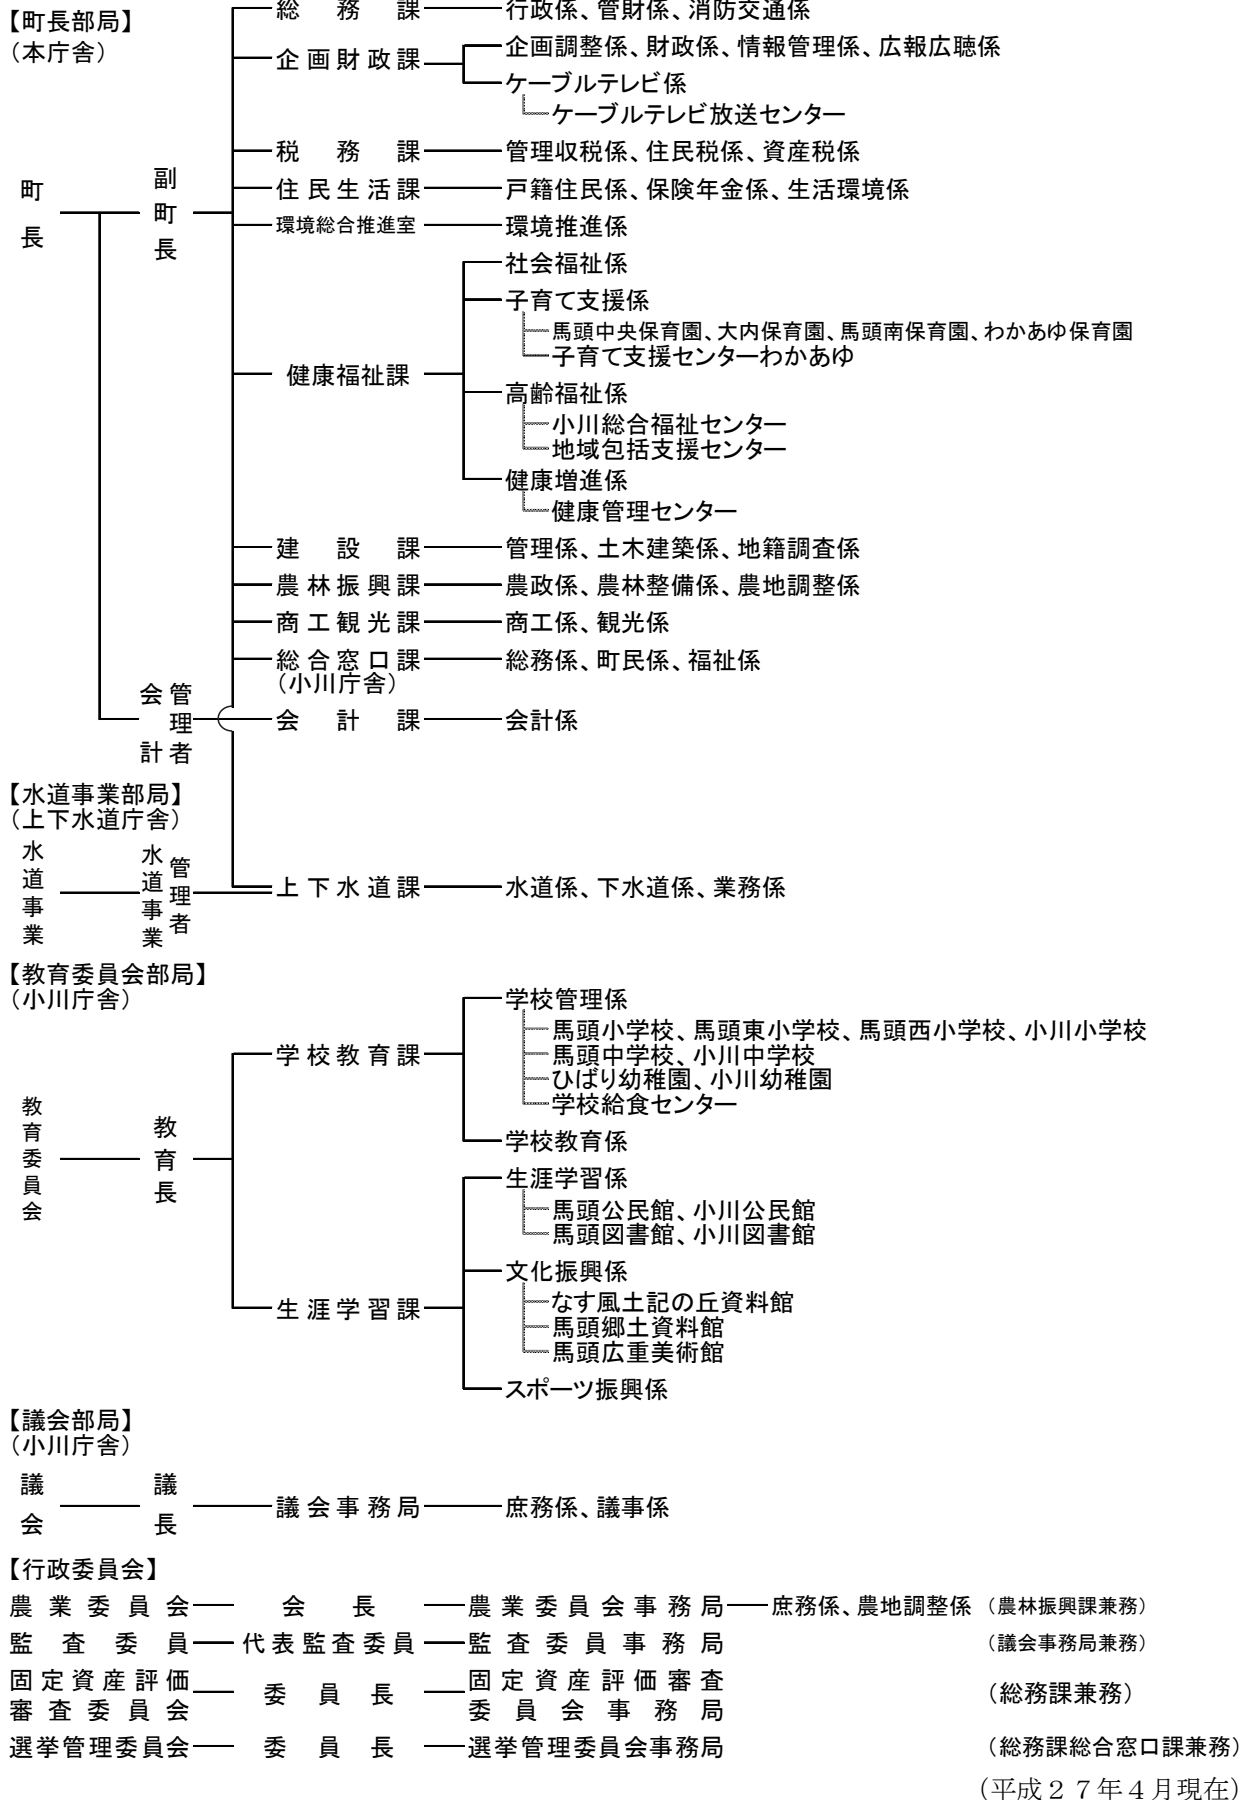 【町長部局】
（本庁舎）
総務課 行政係、管財係、消防交通係
企画財政課 企画調整係、財政係、情報管理係、広報広聴係
ケーブルテレビ係
ケーブルテレビ放送センター
税務課 管理収税係、住民税係、資産税係
町長 副町長 住民生活課 戸籍住民係、保険年金係、生活環境係
環境総合推進室 環境推進係
社会福祉係
子育て支援係
馬頭中央保育園、大内保育園、馬頭南保育園、わかあゆ保育園
子育て支援センターわかあゆ
健康福祉課
高齢福祉係
小川総合福祉センター
地域包括支援センター
健康増進係
健康管理センター
建設課 管理係、土木建築係、地籍調査係
農林振興課 農政係、農林整備係、農地調整係
商工観光課 商工係、観光係
総合窓口課 総務係、町民係、福祉係
（小川庁舎）
会計管理者 会計課 会計係
【水道事業部局】
（上下水道庁舎）
水道事業 水道事業管理者 上下水道課 水道係、下水道係、業務係
【教育委員会部局】
（小川庁舎）
学校管理係
馬頭小学校、馬頭東小学校、馬頭西小学校、小川小学校
学校教育課 馬頭中学校、小川中学校
ひばり幼稚園、小川幼稚園
学校給食センター
学校教育係
教育委員会 教育長
生涯学習係
馬頭公民館、小川公民館
馬頭図書館、小川図書館
文化振興係
生涯学習課 なす風土記の丘資料館
馬頭郷土資料館
馬頭広重美術館
スポーツ振興係
【議会部局】
（小川庁舎）
議会 議長 議会事務局 庶務係、議事係
【行政委員会】
農業委員会 会長 農業委員会事務局 庶務係、農地調整係 （農林振興課兼務）
監査委員 代表監査委員 監査委員事務局 （議会事務局兼務）
固定資産評価審査委員会 委員長 固定資産評価審査委員会事務局 （総務課兼務）
選挙管理委員会 委員長 選挙管理委員会事務局 （総務課総合窓口課兼務）
（平成２７年４月現在）